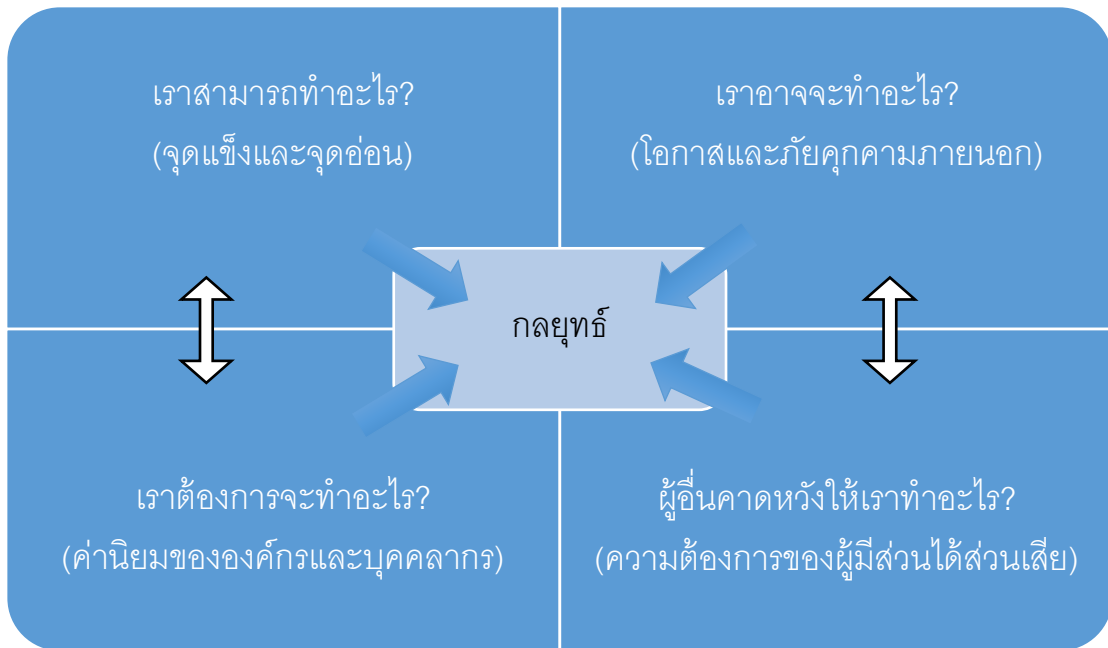 เราสามารถทำอะไร?
(จุดแข็งและจุดอ่อน)
เราอาจจะทำอะไร?
(โอกาสและภัยคุกคามภายนอก)
กลยุทธ์
เราต้องการจะทำอะไร?
(ค่านิยมขององค์กรและบุคคลากร)
ผู้อื่นคาดหวังให้เราทำอะไร?
(ความต้องการของผู้มีส่วนได้ส่วนเสีย)